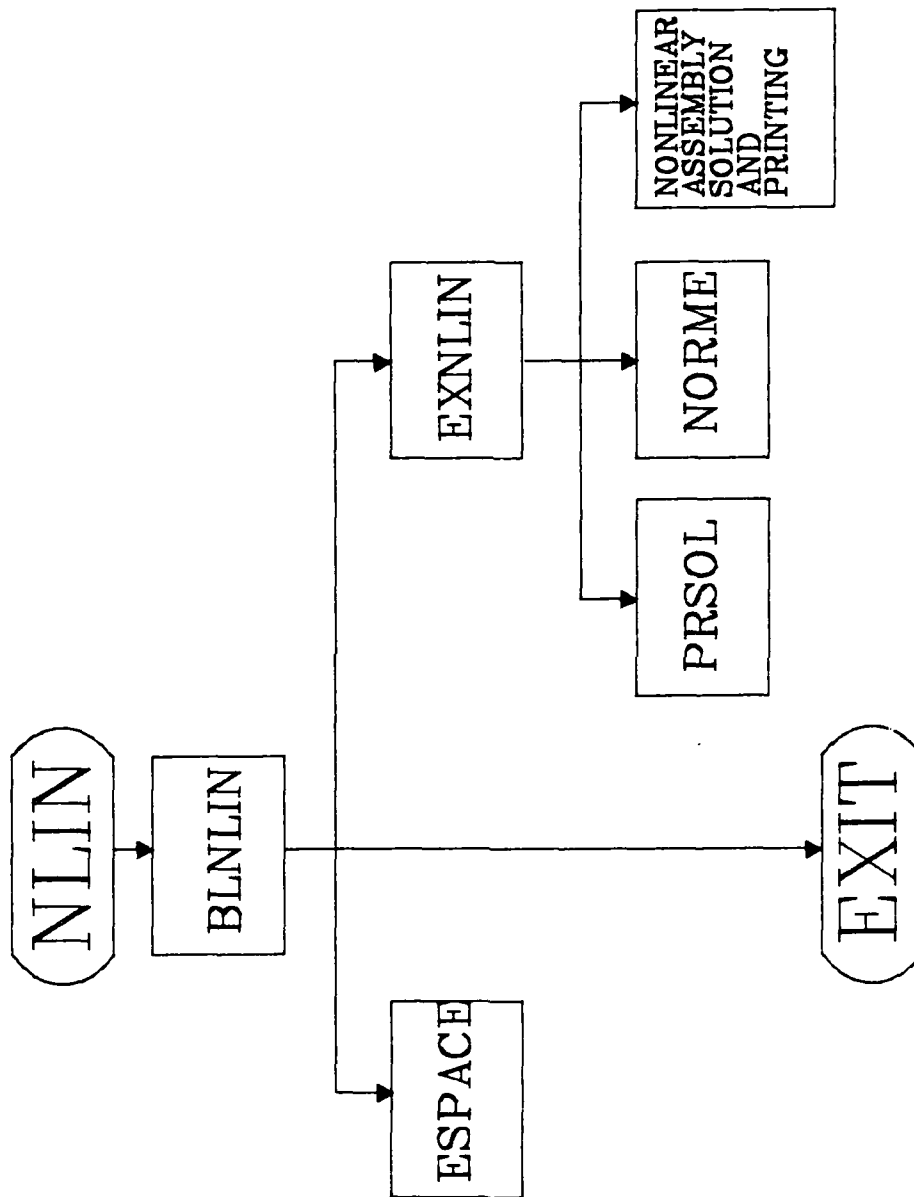 NLIN
BLNLIN
ESPACE
EXNLIN
PRSOL
NORME
NONLINEAR
ASSEMBLY
SOLUTION
AND
PRINTING
EXIT